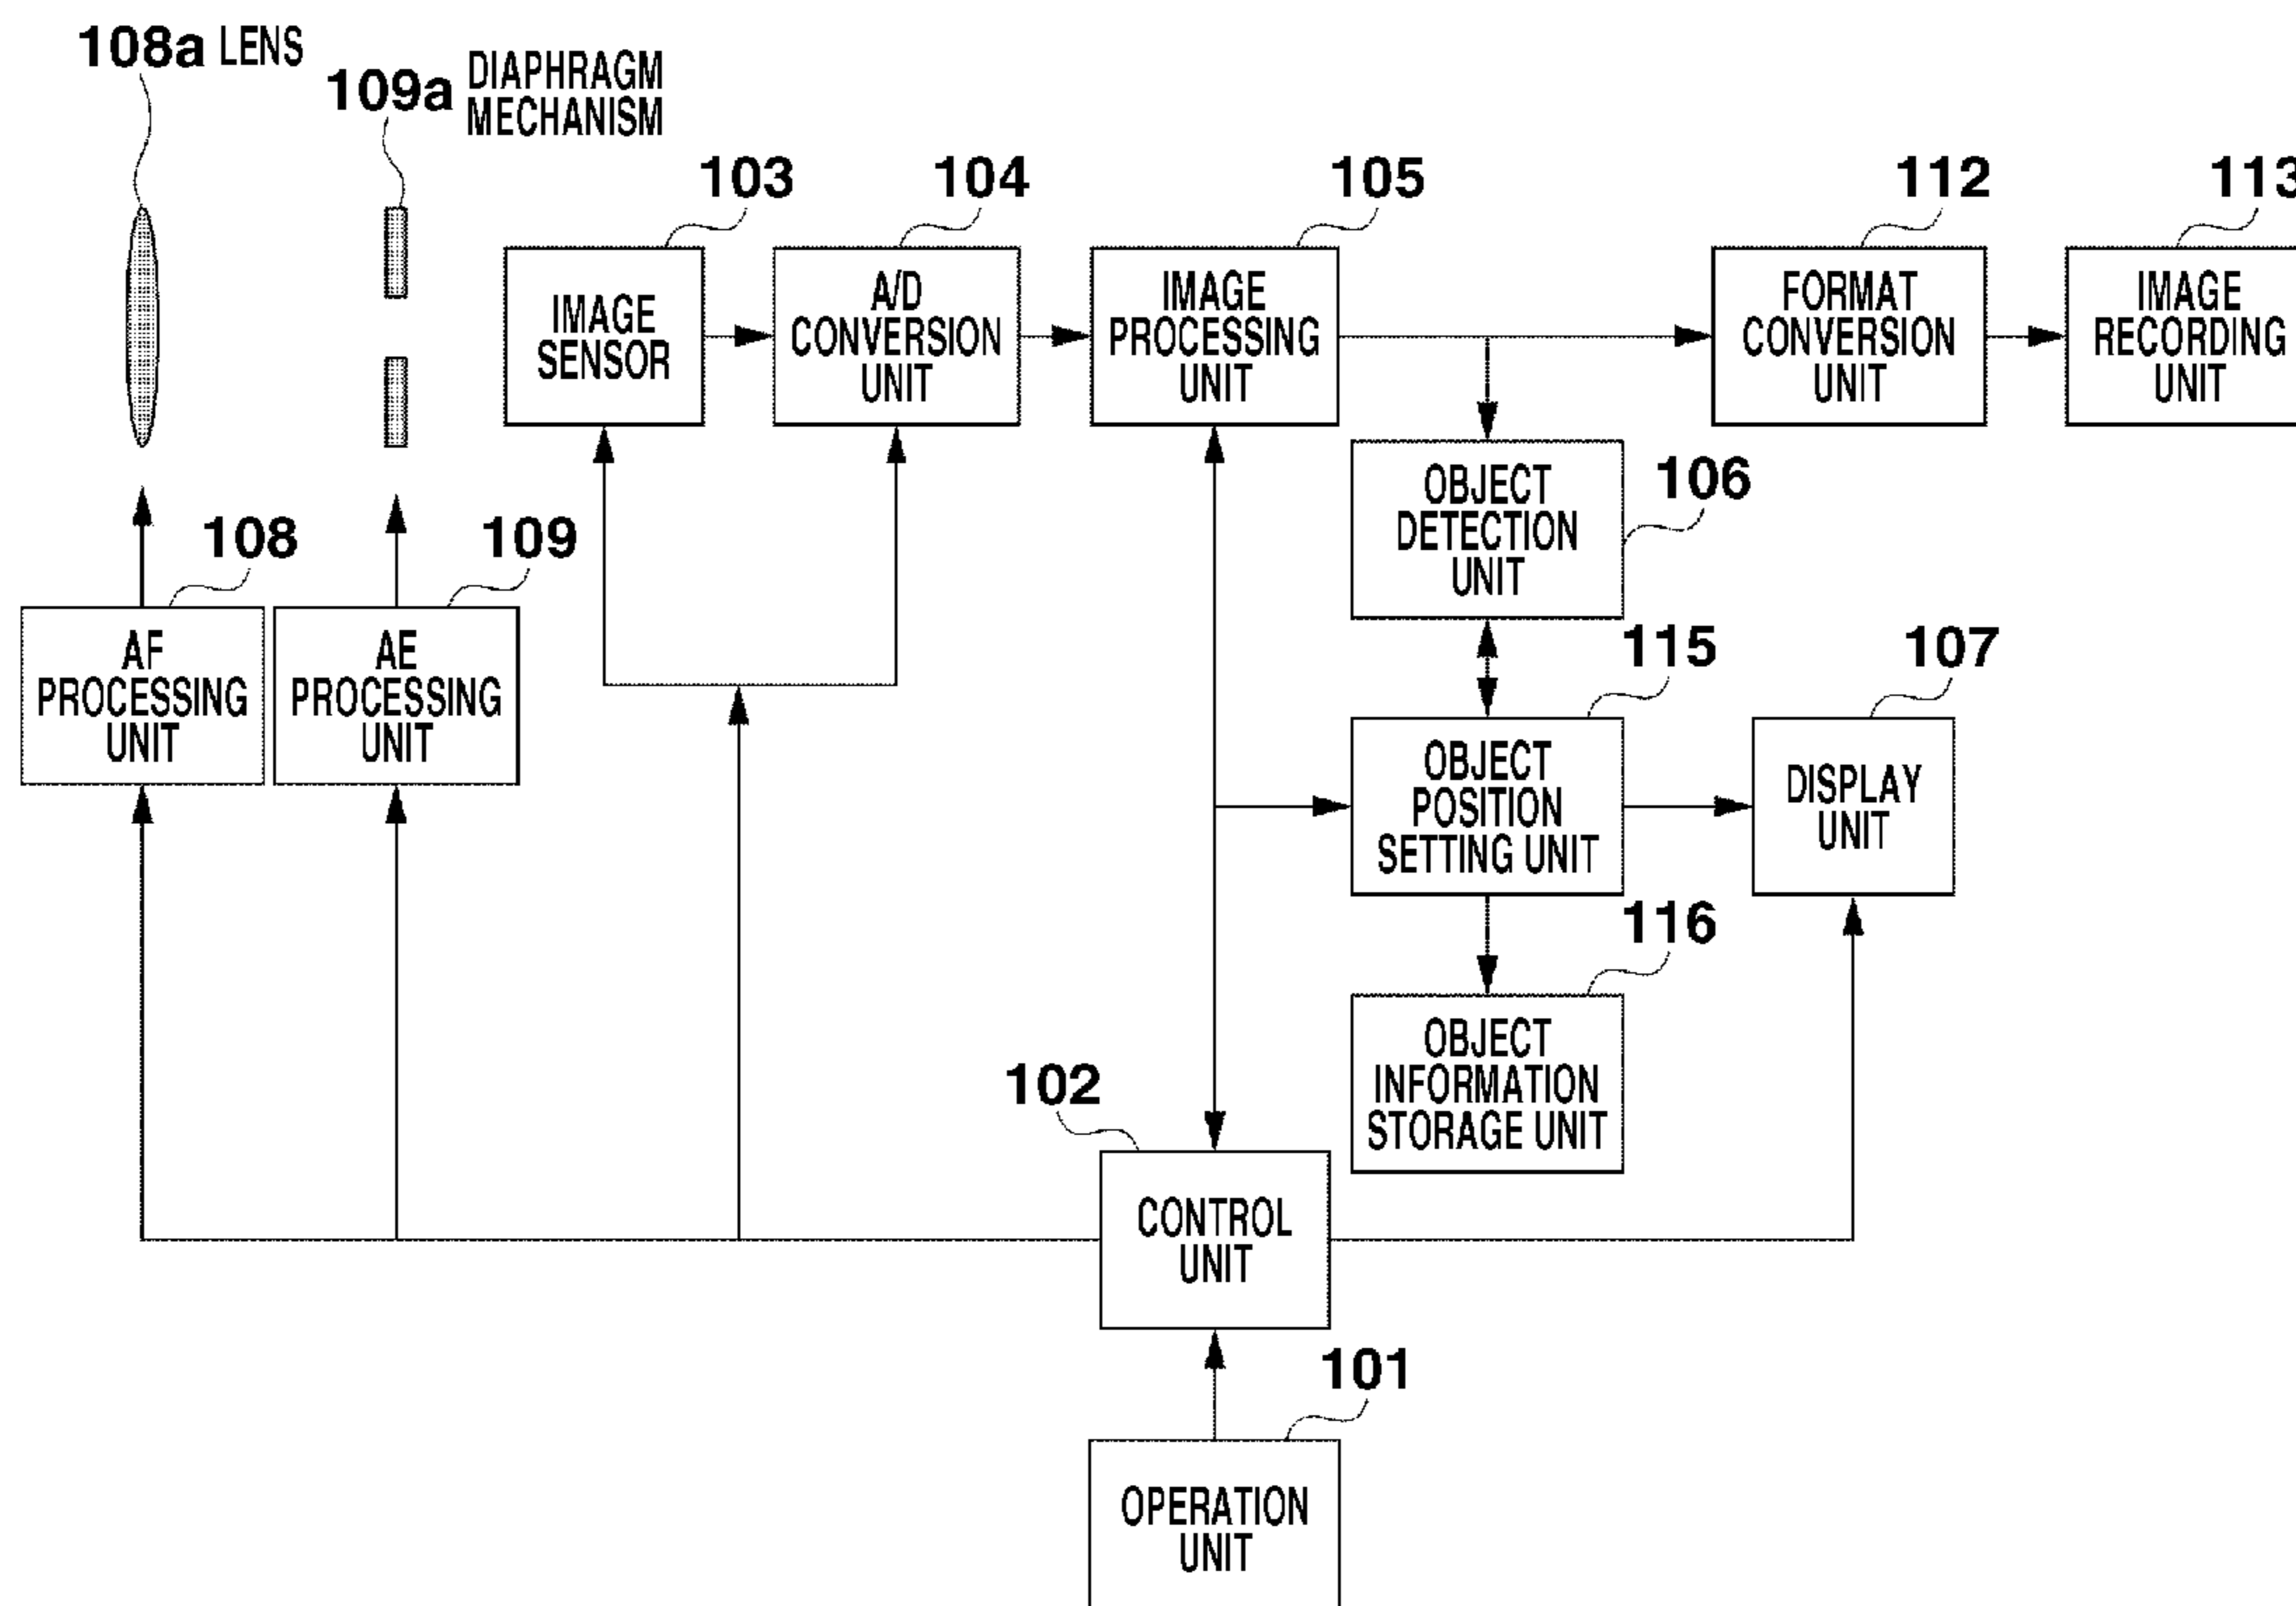 108a LENS
109a DIAPHRAGM
MECHANISM
103
104
105
112
113
IMAGE
SENSOR
A/D
CONVERSION
UNIT
IMAGE
PROCESSING
UNIT
FORMAT
CONVERSION
UNIT
IMAGE
RECORDING
UNIT
106
OBJECT
DETECTION
UNIT
108
109
AF
PROCESSING
UNIT
AE
PROCESSING
UNIT
115
107
OBJECT
POSITION
SETTING UNIT
DISPLAY
UNIT
116
OBJECT
INFORMATION
STORAGE UNIT
102
CONTROL
UNIT
101
OPERATION
UNIT